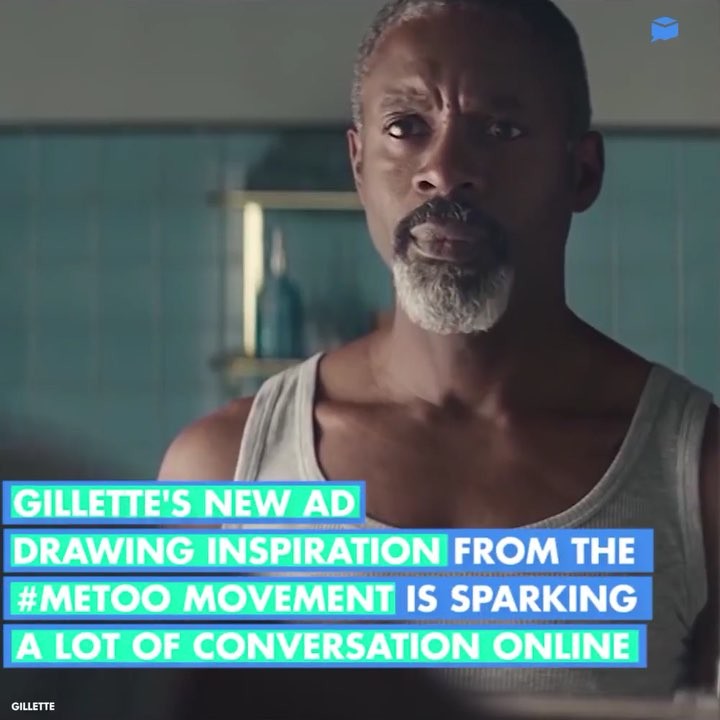 GILLETTE'S NEW AD
DRAWING INSPIRATION FROM THE
#METOO MOVEMENT IS SPARKING
A LOT OF CONVERSATION ONLINE
GILLETTE